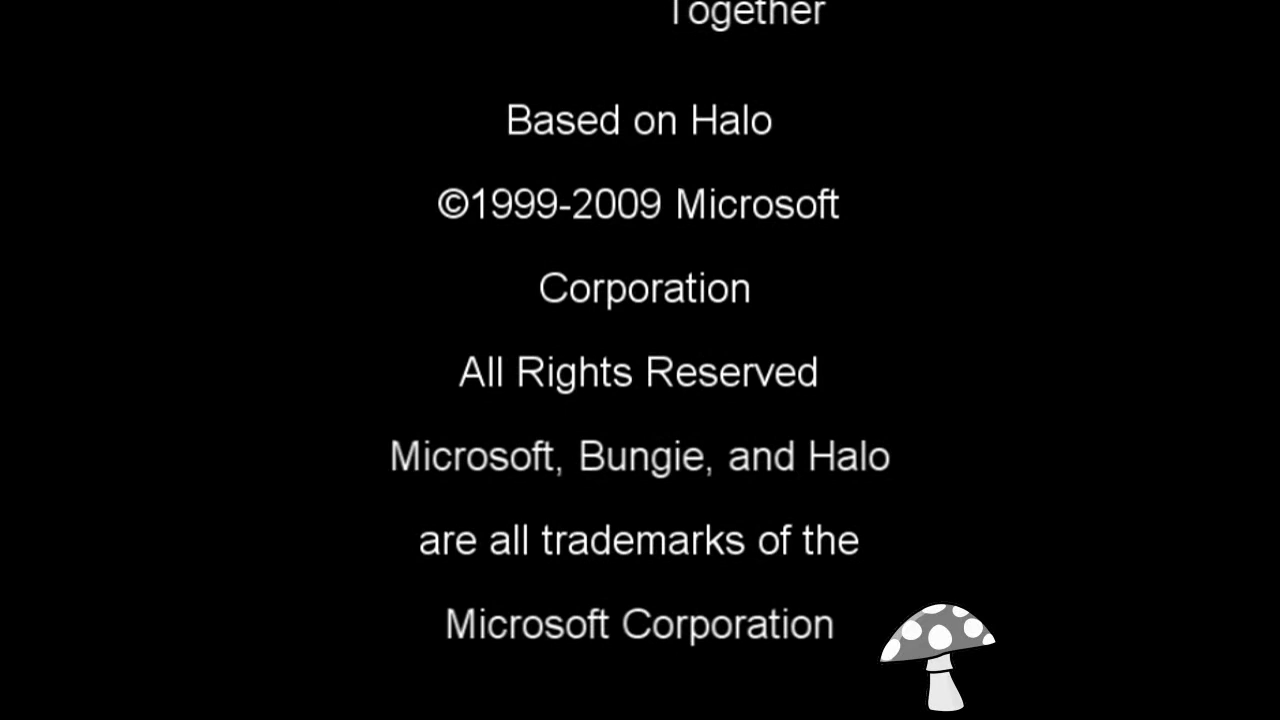 Together
Based on Halo
©1999-2009 Microsoft
Corporation
All Rights Reserved
Microsoft, Bungie, and Halo
are all trademarks of the
Microsoft Corporation